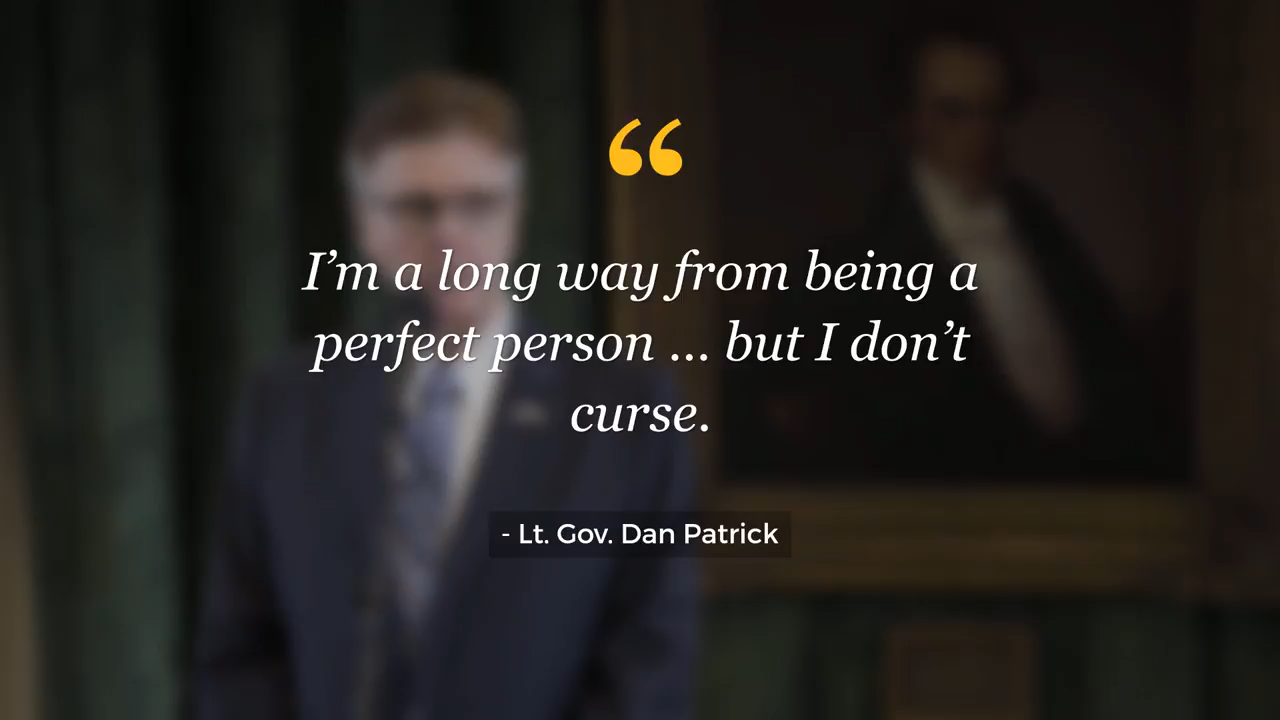 “
I’m a long way from being a
perfect person ... but I don’t
curse.
- Lt. Gov. Dan Patrick